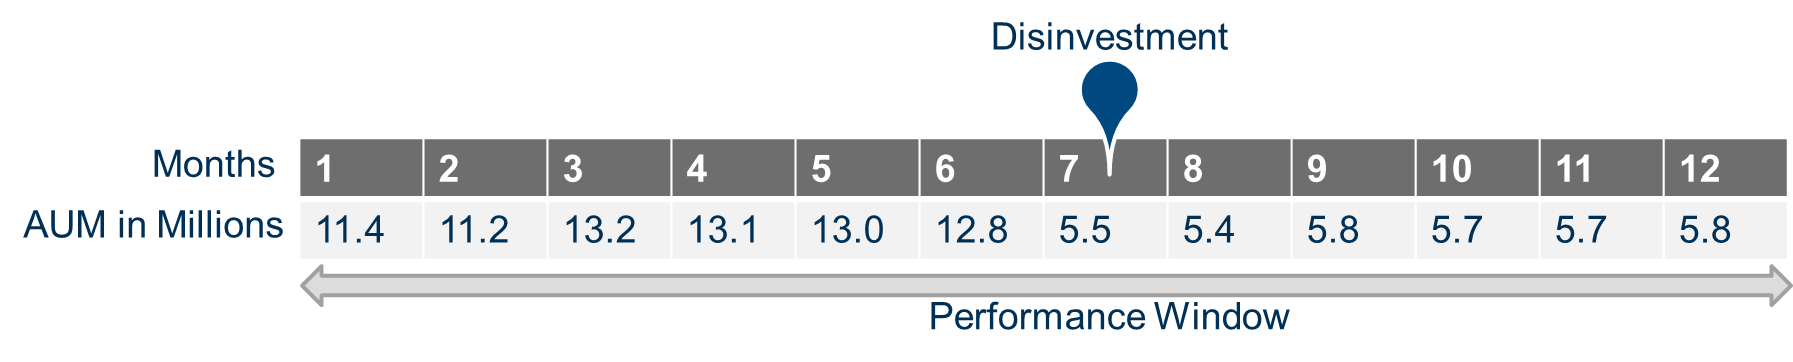 Disinvestment
Months 1 2 3 4 5 6 7 8 9 10 11 12
AUM in Millions 11.4 11.2 13.2 13.1 13.0 12.8 5.5 5.4 5.8 5.7 5.7 5.8
Performance Window